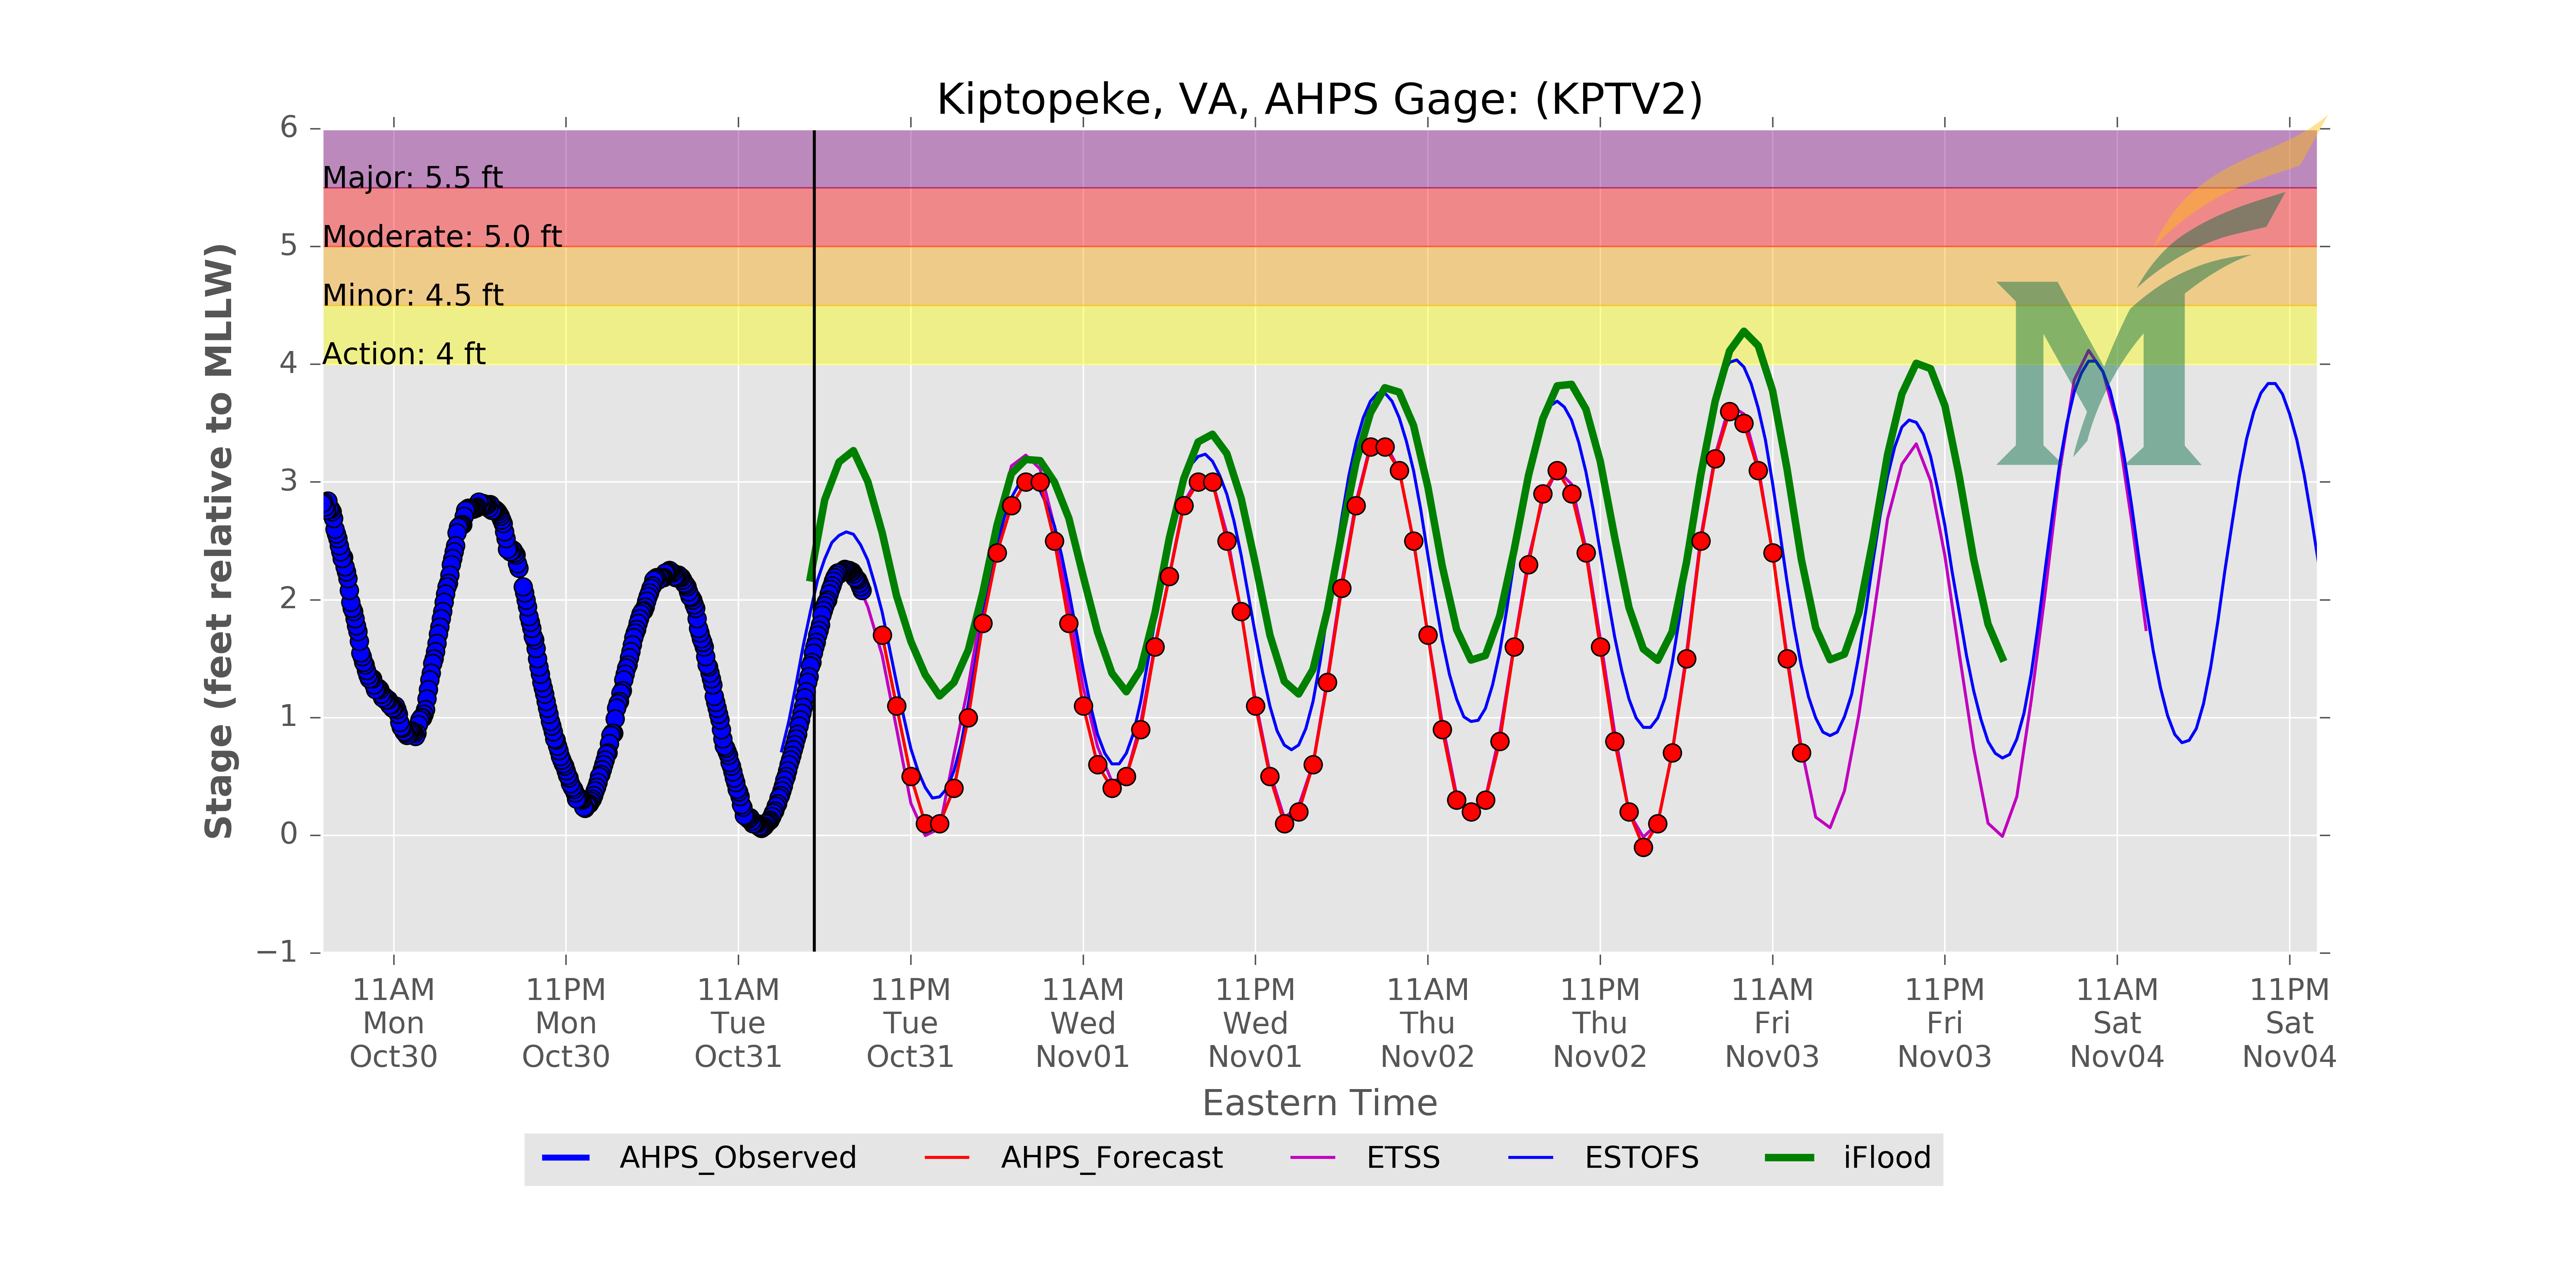 Kiptopeke, VA, AHPS Gage: (KPTV2)
6
5
4
3
2
1
0
−1
Stage (feet relative to MLLW)
Major: 5.5 ft
Moderate: 5.0 ft
Minor: 4.5 ft
Action: 4 ft
M
11AM 11PM 11AM 11PM 11AM 11PM 11AM 11PM 11AM 11PM 11AM 11PM
Mon Mon Tue Tue Wed Wed Thu Thu Fri Fri Sat Sat
Oct30 Oct30 Oct31 Oct31 Nov01 Nov01 Nov02 Nov02 Nov03 Nov03 Nov04 Nov04
Eastern Time
AHPS_Observed AHPS_Forecast ETSS ESTOFS iFlood